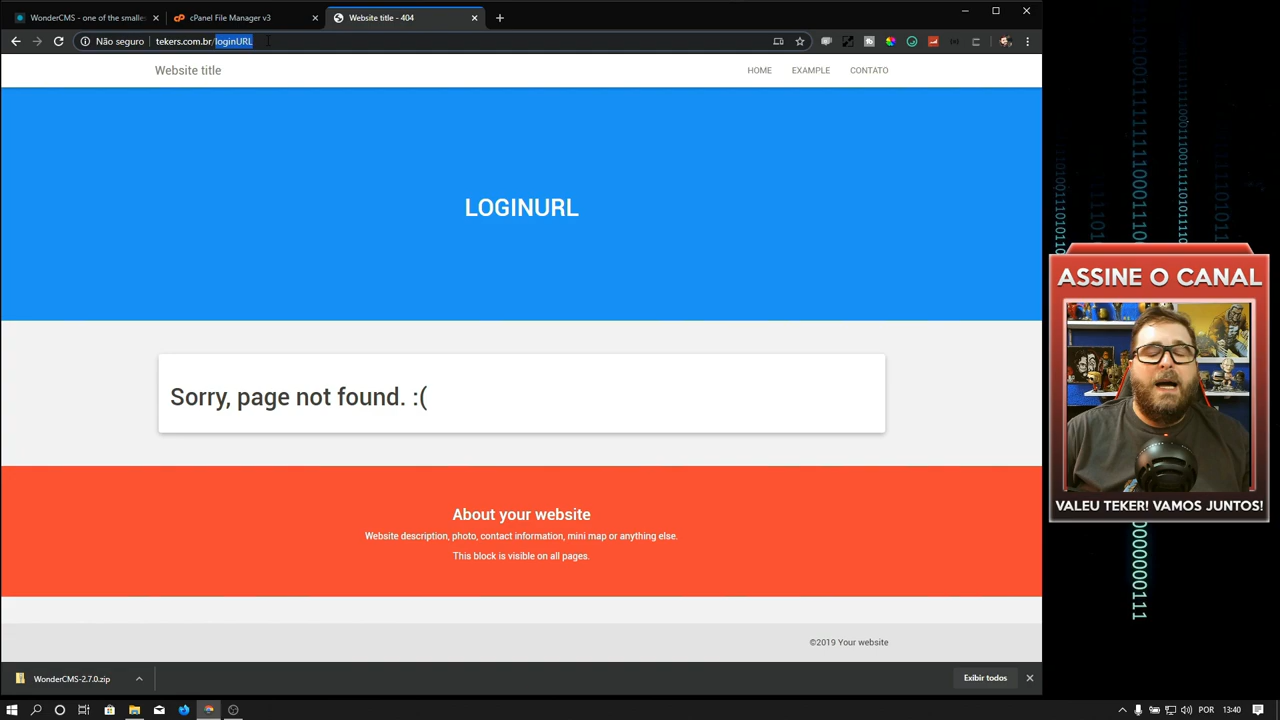 WonderCMS - one of the smalles
cPanel File Manager v3
Website title - 404
Não seguro
tekers.com.br/loginURL
Website title
HOME
EXAMPLE
CONTATO
LOGINURL
Sorry, page not found. :(
About your website
Website description, photo, contact information, mini map or anything else.
This block is visible on all pages.
©2019 Your website
WonderCMS-2.7.0.zip
Exibir todos
POR
13:40
ASSINE O CANAL
VALEU TEKER! VAMOS JUNTOS!